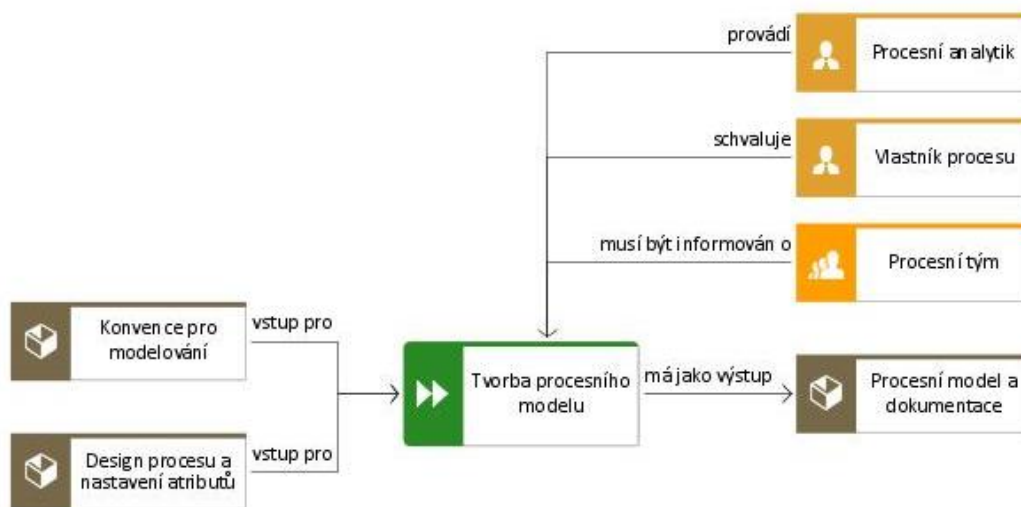 provádí
Procesní analytik
schvaluje
Vlastník procesu
musí být informován o
Procesní tým
Konvence pro
modelování
vstup pro
Tvorba procesního
modelu
má jako výstup
Procesní model a
dokumentace
Design procesu a
nastavení atributů
vstup pro